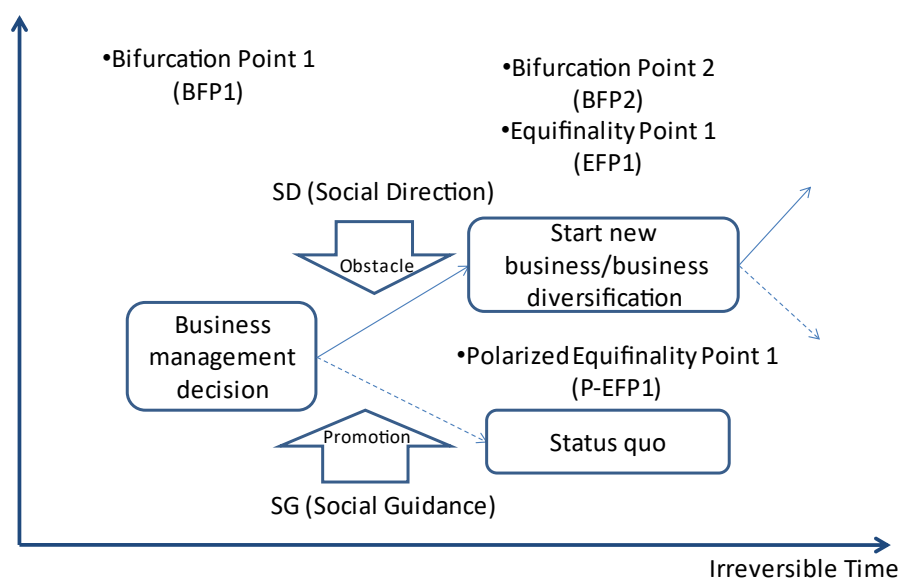 •Bifurcation Point 1
(BFP1)
•Bifurcation Point 2
(BFP2)
•Equifinality Point 1
(EFP1)
SD (Social Direction)
Obstacle
Start new
business/business
diversification
Business
management
decision
•Polarized Equifinality Point 1
(P-EFP1)
Promotion
Status quo
SG (Social Guidance)
Irreversible Time